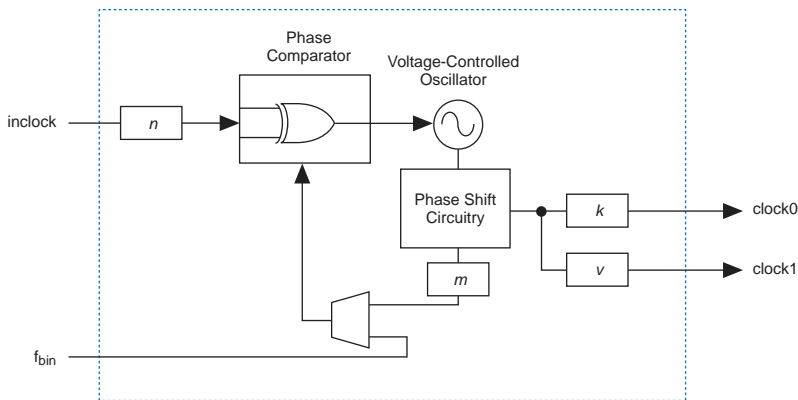 Phase
Comparator
Voltage-Controlled
Oscillator
inclock
n
Phase Shift
Circuitry
k
clock0
v
clock1
m
fbin